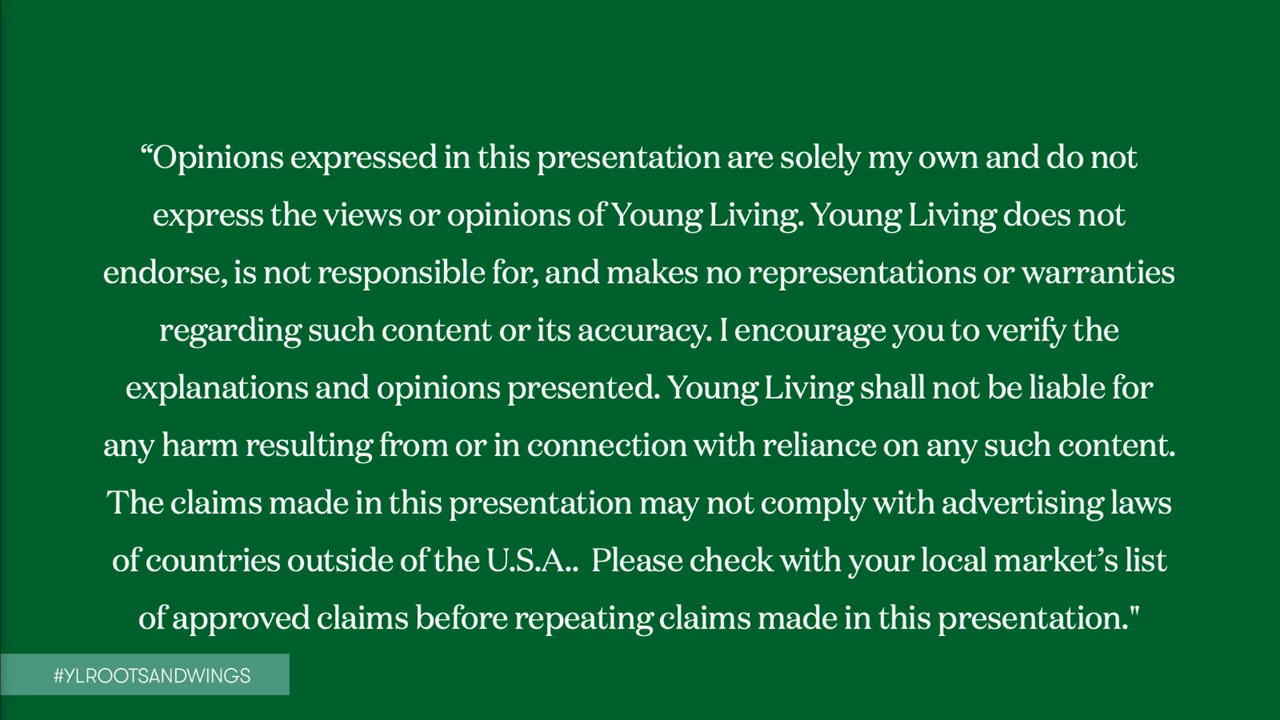 “Opinions expressed in this presentation are solely my own and do not
express the views or opinions of Young Living. Young Living does not
endorse, is not responsible for, and makes no representations or warranties
regarding such content or its accuracy. I encourage you to verify the
explanations and opinions presented. Young Living shall not be liable for
any harm resulting from or in connection with reliance on any such content.
The claims made in this presentation may not comply with advertising laws
of countries outside of the U.S.A..  Please check with your local market’s list
of approved claims before repeating claims made in this presentation."
#YLROOTSANDWINGS